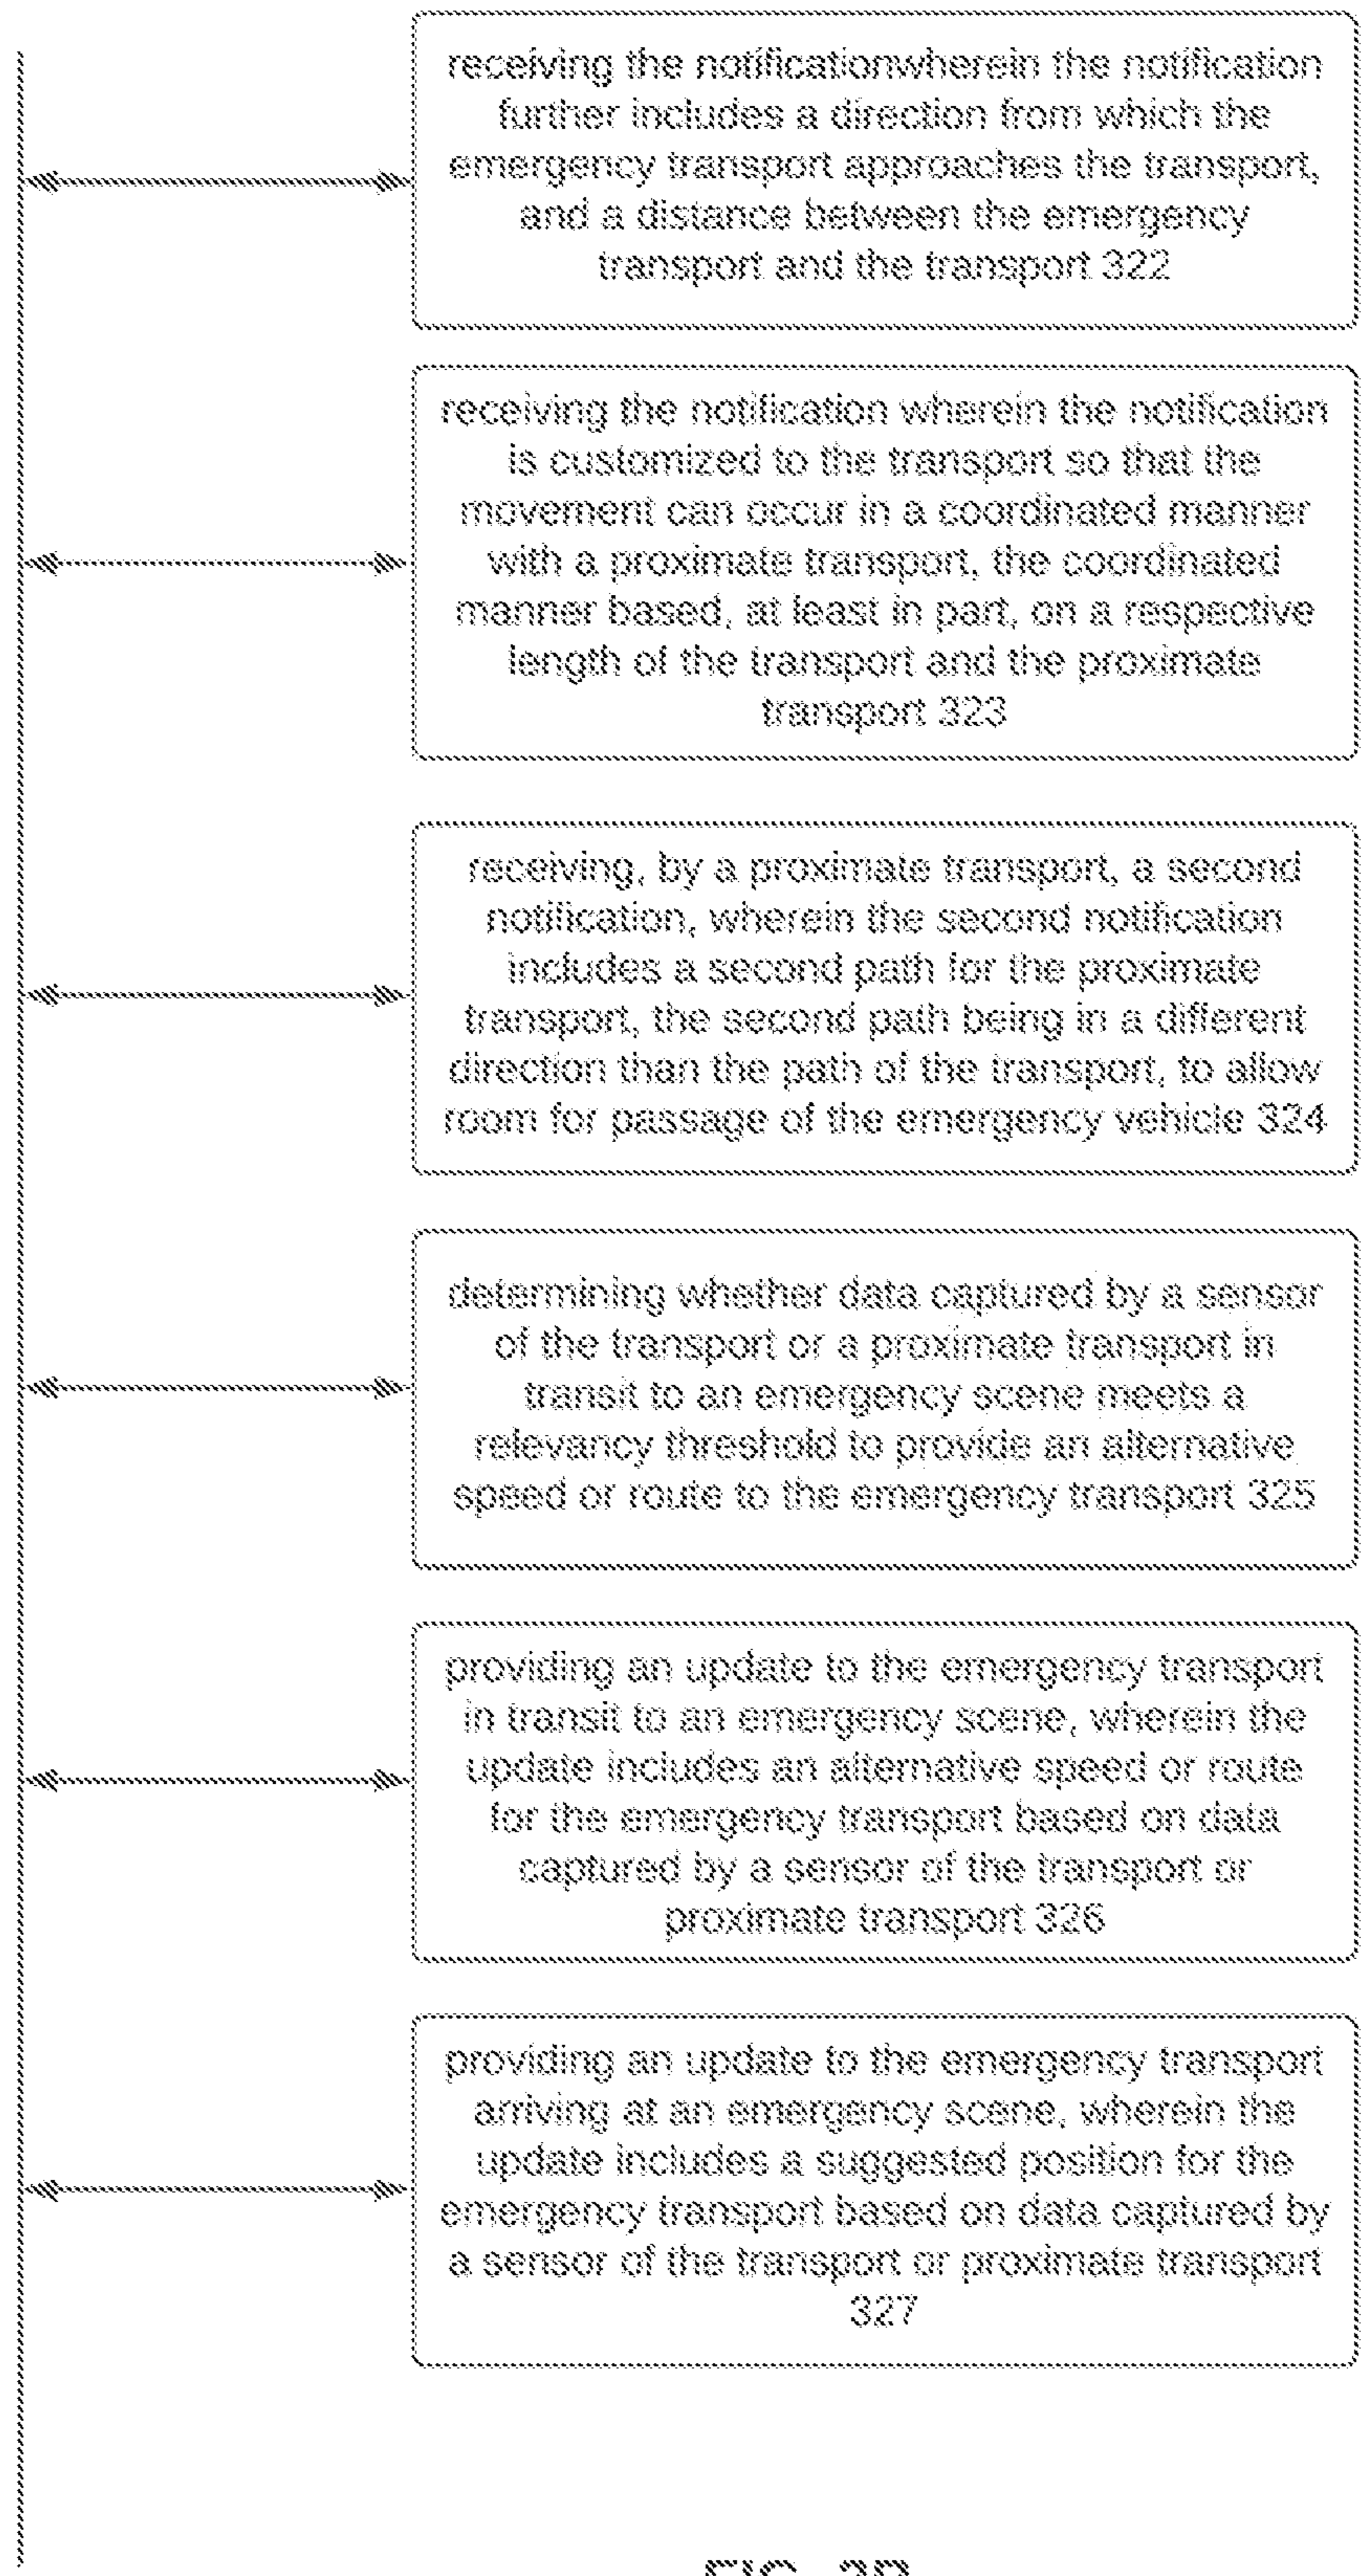 receiving the notificationwherein the notification
further includes a direction from which the
emergency transport approaches the transport,
and a distance between the emergency
transport and the transport 322
receiving the notification wherein the notification
is customized to the transport so that the
movement can occur in a coordinated manner
with a proximate transport, the coordinated
manner based, at least in part, on a respective
length of the transport and the proximate
transport 323
receiving, by a proximate transport, a second
notification, wherein the second notification
includes a second path for the proximate
transport, the second path being in a different
direction than the path of the transport, to allow
room for passage of the emergency vehicle 324
determining whether data captured by a sensor
of the transport or a proximate transport in
transit to an emergency scene meets a
relevancy threshold to provide an alternative
speed or route to the emergency transport 325
providing an update to the emergency transport
in transit to an emergency scene, wherein the
update includes an alternative speed or route
for the emergency transport based on data
captured by a sensor of the transport or
proximate transport 326
providing an update to the emergency transport
arriving at an emergency scene, wherein the
update includes a suggested position for the
emergency transport based on data captured by
a sensor of the transport or proximate transport
327
FIG.